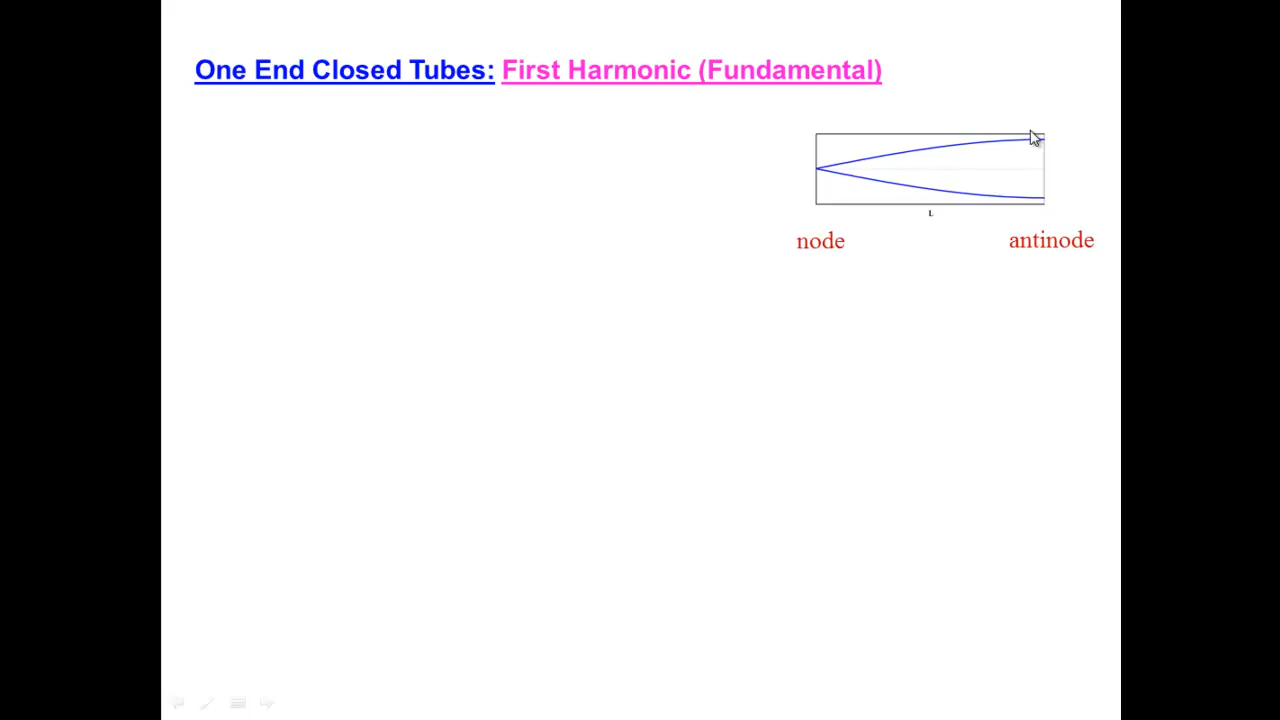 One End Closed Tubes: First Harmonic (Fundamental)
L
node antinode